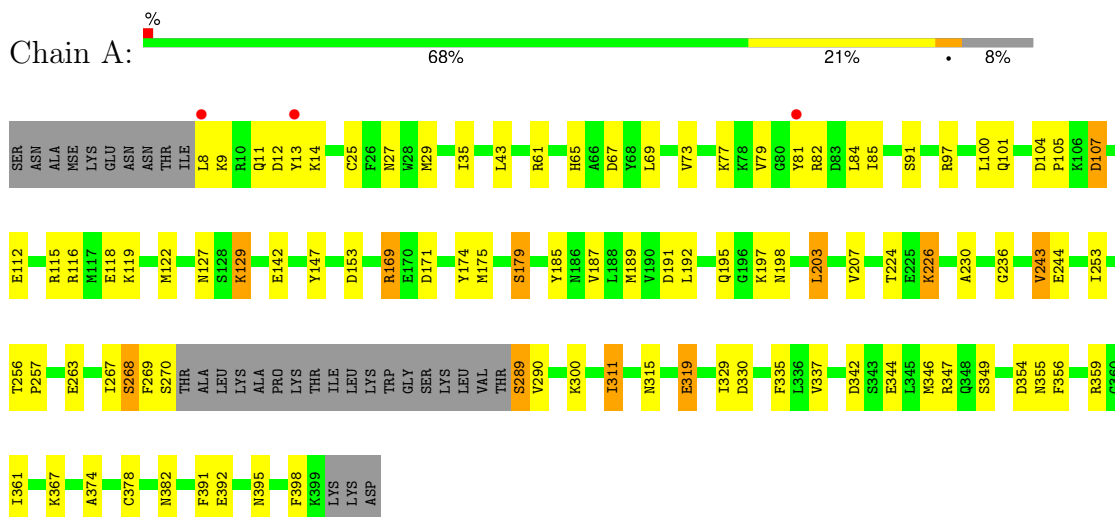 %
Chain A:
68% 21% • 8%
SER ASN ALA MSE LYS GLU ASN ASN THR ILE L8 K9 R10 Q11 D12 Y13 K14 C25 F26 N27 W28 M29 I35 L43 R61 H65 A66 D67 Y68 L69 V73 K77 K78 V79 G80 Y81 R82 D83 L84 I85 S91 R97 L100 Q101 D104 P105 K106 D107
E112 R115 R116 M117 E118 K119 M122 N127 S128 K129 E142 Y147 D153 R169 E170 D171 Y174 M175 S179 Y185 N186 V187 L188 M189 V190 D191 L192 Q195 G196 K197 N198 L203 V207 T224 E225 K226 A230 G236 V243 E244 I253
T256 P257 E263 I267 S268 F269 S270 THR ALA LEU LYS ALA PRO LYS THR ILE LEU LYS TRP GLY SER LYS LEU VAL THR S289 V290 K300 I311 N315 E319 I329 D330 F335 L336 V337 D342 S343 E344 L345 M346 R347 Q348 S349 D354 N355 F356 R359 C360
I361 K367 A374 C378 N382 F391 E392 N395 F398 K399 LYS LYS ASP